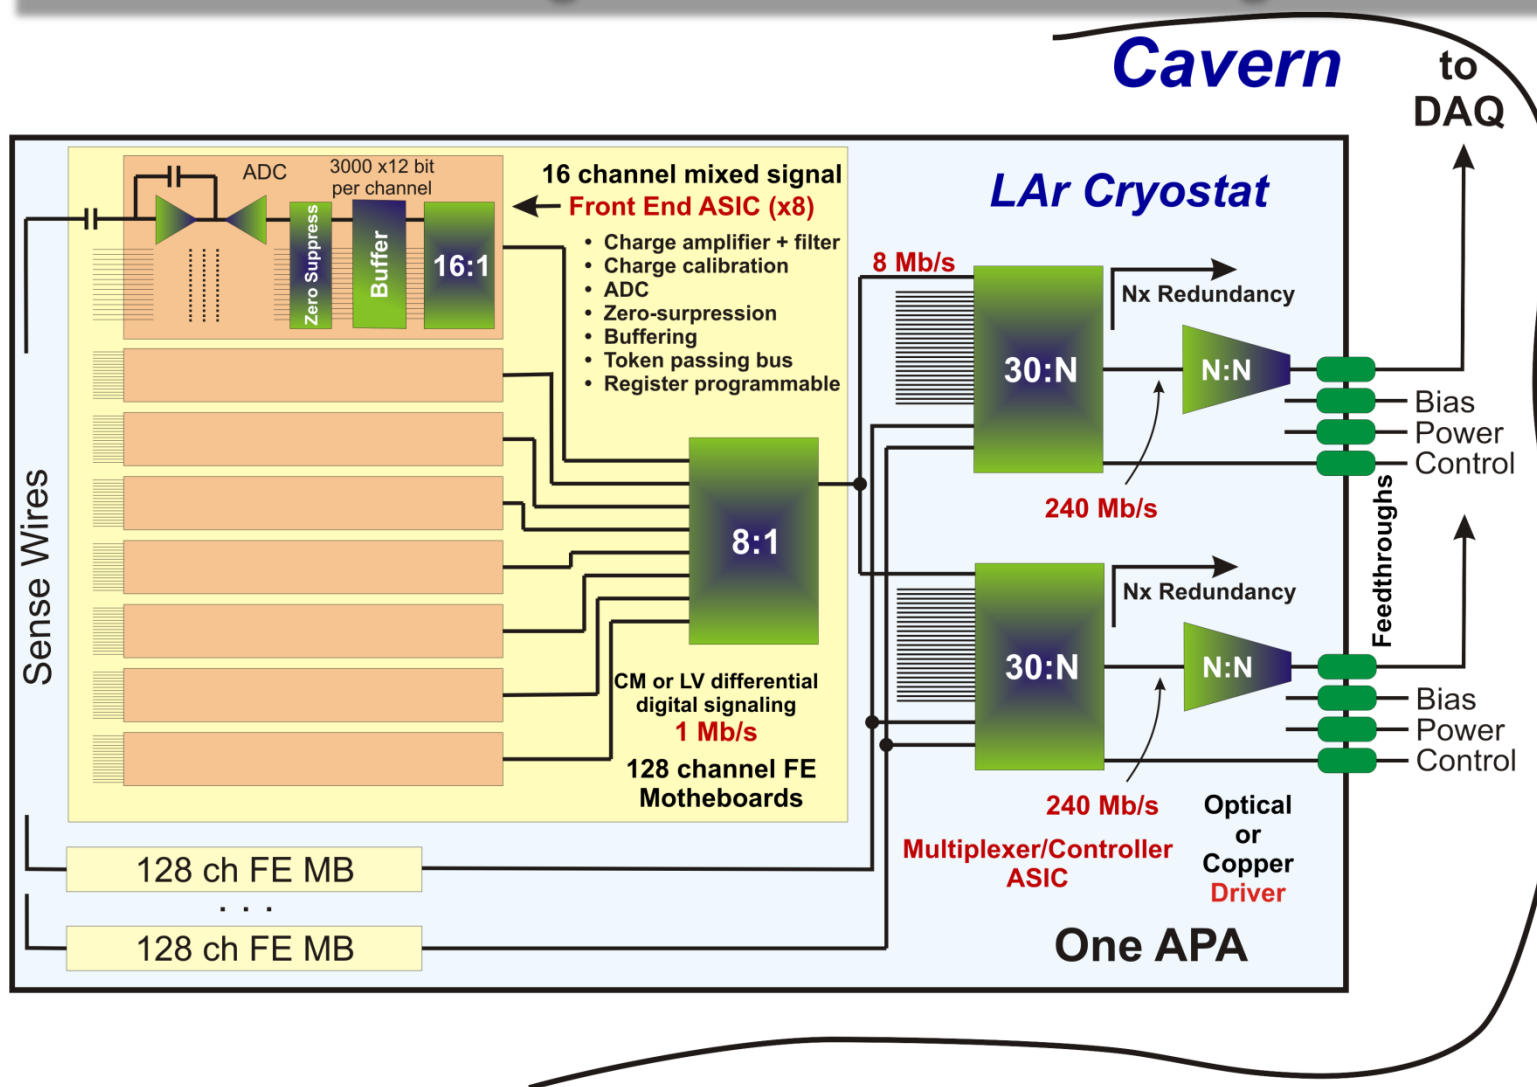 Cavern
to
DAQ
ADC
3000 x12 bit
per channel
Zero Suppress
Buffer
16:1
16 channel mixed signal
Front End ASIC (x8)
• Charge amplifier + filter
• Charge calibration
• ADC
• Zero-surpression
• Buffering
• Token passing bus
• Register programmable
LAr Cryostat
8 Mb/s
30:N
Nx Redundancy
N:N
240 Mb/s
Bias
Power
Control
Feedthroughs
Sense Wires
8:1
CM or LV differential
digital signaling
1 Mb/s
128 channel FE
Motheboards
30:N
Nx Redundancy
N:N
240 Mb/s
Bias
Power
Control
Multiplexer/Controller
ASIC
Optical
or
Copper
Driver
128 ch FE MB
. . .
128 ch FE MB
One APA